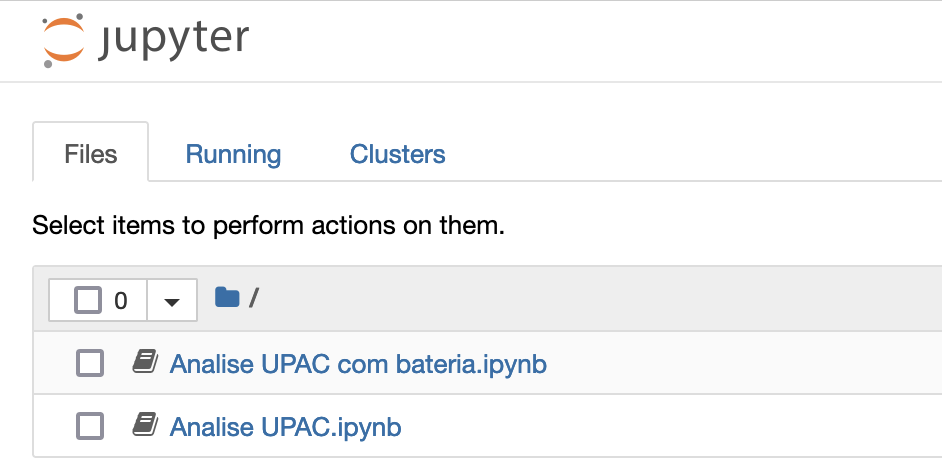 jupyter
Files Running Clusters
Select items to perform actions on them.
0 /
Analise UPAC com bateria.ipynb
Analise UPAC.ipynb